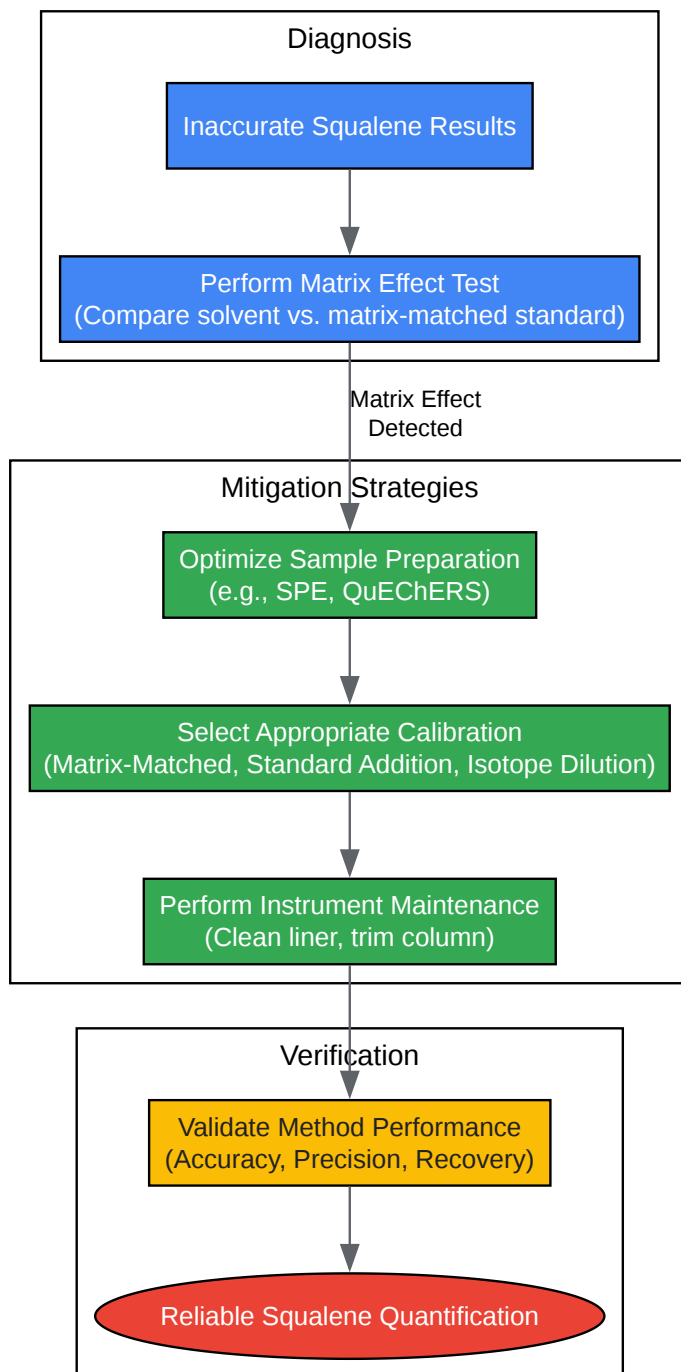 Diagnosis
Inaccurate Squalene Results
Perform Matrix Effect Test
(Compare solvent vs. matrix-matched standard)
Matrix Effect
Detected
Mitigation Strategies
Optimize Sample Preparation
(e.g., SPE, QuEChERS)
Select Appropriate Calibration
(Matrix-Matched, Standard Addition, Isotope Dilution)
Perform Instrument Maintenance
(Clean liner, trim column)
Verification
Validate Method Performance
(Accuracy, Precision, Recovery)
Reliable Squalene Quantification